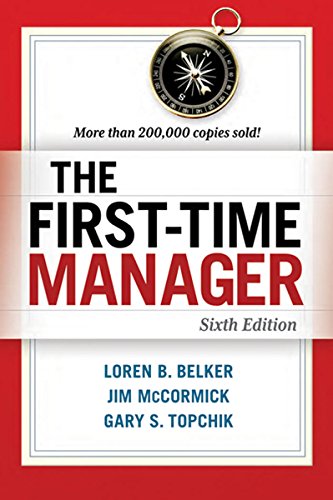 More than 200,000 copies sold!
THE
FIRST-TIME
MANAGER
Sixth Edition
LOREN B. BELKER
JIM McCORMICK
GARY S. TOPCHIK